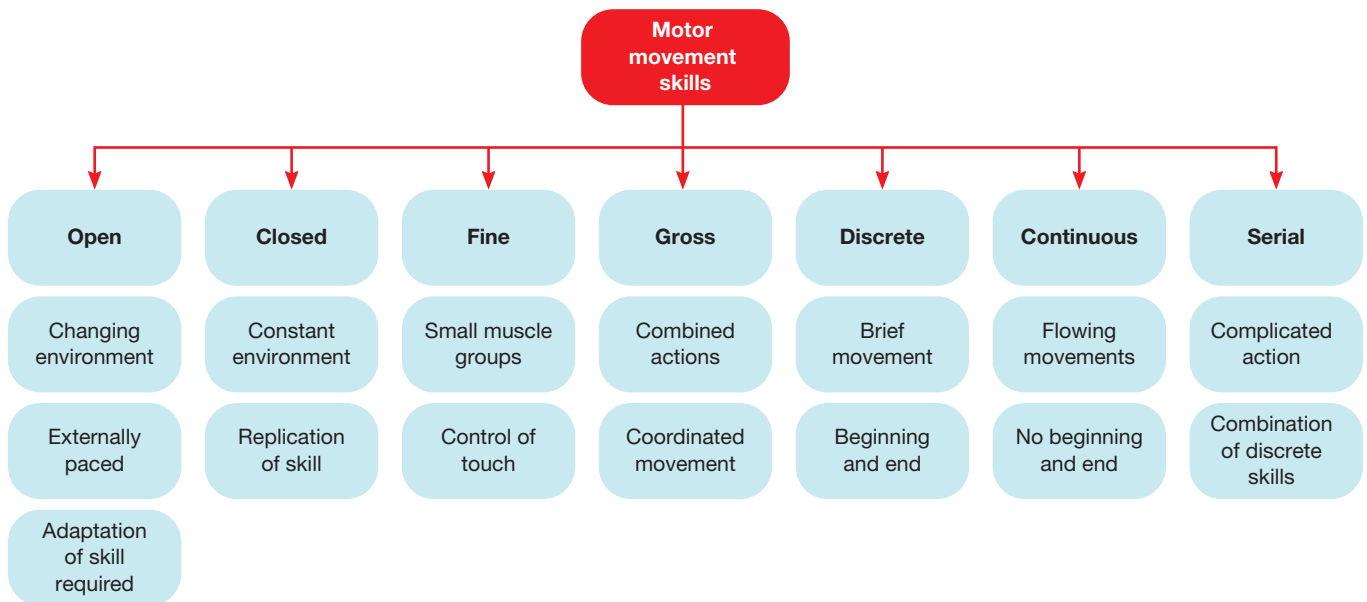 Motor
movement
skills
Open
Closed
Fine
Gross
Discrete
Continuous
Serial
Changing
environment
Constant
environment
Small muscle
groups
Combined
actions
Brief
movement
Flowing
movements
Complicated
action
Externally
paced
Replication
of skill
Control of
touch
Coordinated
movement
Beginning
and end
No beginning
and end
Combination
of discrete
skills
Adaptation
of skill
required